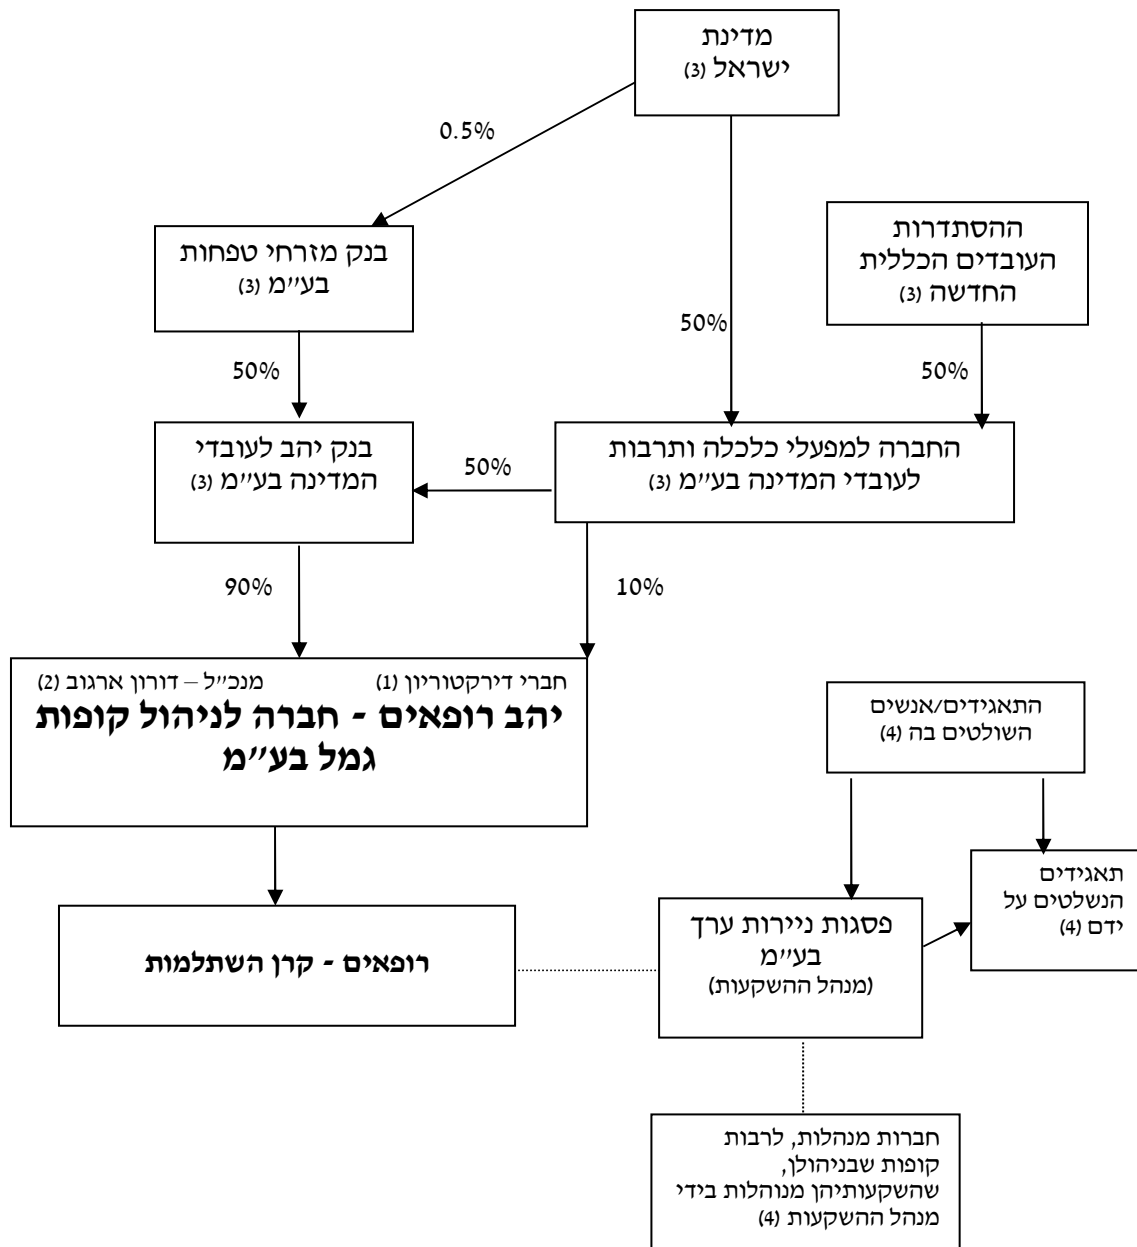 מדינת
ישראל (3)
0.5%
בנק מזרחי טפחות
בע"מ (3)
ההסתדרות
העובדים הכללית
החדשה (3)
50%
50%
50%
בנק יהב לעובדי
המדינה בע"מ (3)
50%
החברה למפעלי כלכלה ותרבות
לעובדי המדינה בע"מ (3)
90%
10%
חברי דירקטוריון (1) מנכ"ל – דורון ארגוב (2)
יהב רופאים - חברה לניהול קופות
גמל בע"מ
התאגידים/אנשים
השולטים בה (4)
תאגידים
הנשלטים על
ידם (4)
רופאים - קרן השתלמות
פסגות ניירות ערך
בע"מ
(מנהל ההשקעות)
חברות מנהלות, לרבות
קופות שבניהולן,
שהשקעותיהן מנוהלות בידי
מנהל ההשקעות (4)